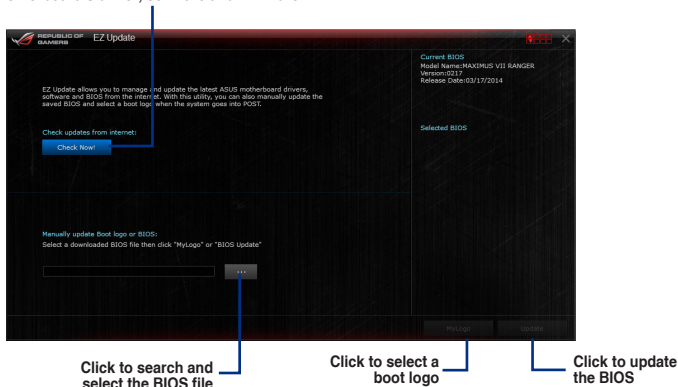 REPUBLIC OF
GAMERS
EZ Update
Current BIOS
Model Name:MAXIMUS VII RANGER
Version:0217
Release Date:03/17/2014
EZ Update allows you to manage and update the latest ASUS motherboard drivers,
software and BIOS from the internet. With this utility, you can also manually update the
saved BIOS and select a boot logo when the system goes into POST.
Selected BIOS
Check updates from internet:
Check Now!
Manually update Boot logo or BIOS:
Select a downloaded BIOS file then click "MyLogo" or "BIOS Update"
...
MyLogo
Update
Click to search and
select the BIOS file
Click to select a
boot logo
Click to update
the BIOS